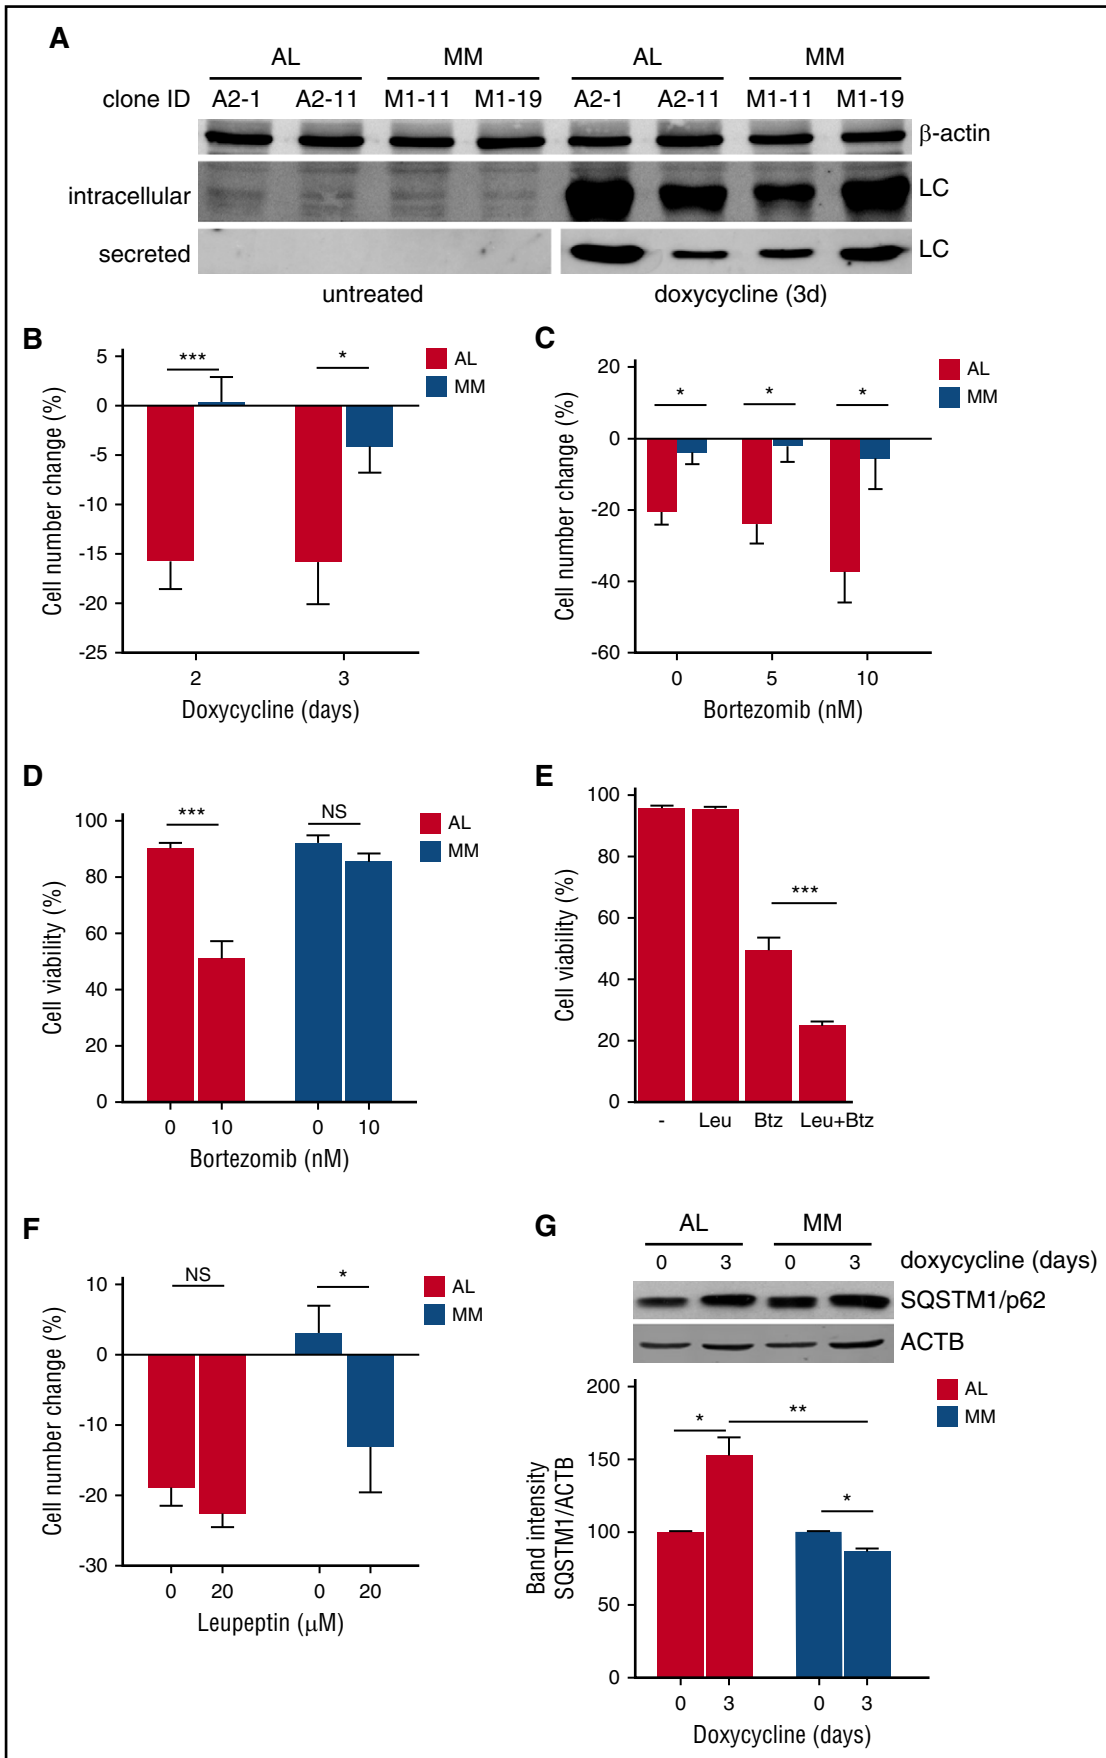 A
AL MM AL MM
clone ID A2-1 A2-11 M1-11 M1-19 A2-1 A2-11 M1-11 M1-19
β-actin
intracellular LC
secreted LC
untreated doxycycline (3d)
B
*** *
AL
MM
5
0
-5
-10
-15
-20
-25
Cell number change (%)
2 3
Doxycycline (days)
C
* * *
AL
MM
20
0
-20
-40
-60
Cell number change (%)
0 5 10
Bortezomib (nM)
D
*** NS
AL
MM
100
80
60
40
20
0
Cell viability (%)
0 10 0 10
Bortezomib (nM)
E
***
100
80
60
40
20
0
Cell viability (%)
- Leu Btz Leu+Btz
F
NS *
AL
MM
10
0
-10
-20
-30
Cell number change (%)
0 20 0 20
Leupeptin (μM)
G
AL MM
0 3 0 3 doxycycline (days)
SQSTM1/p62
ACTB
AL
MM
* ** *
200
150
100
50
0
Band intensity
SQSTM1/ACTB
0 3 0 3
Doxycycline (days)